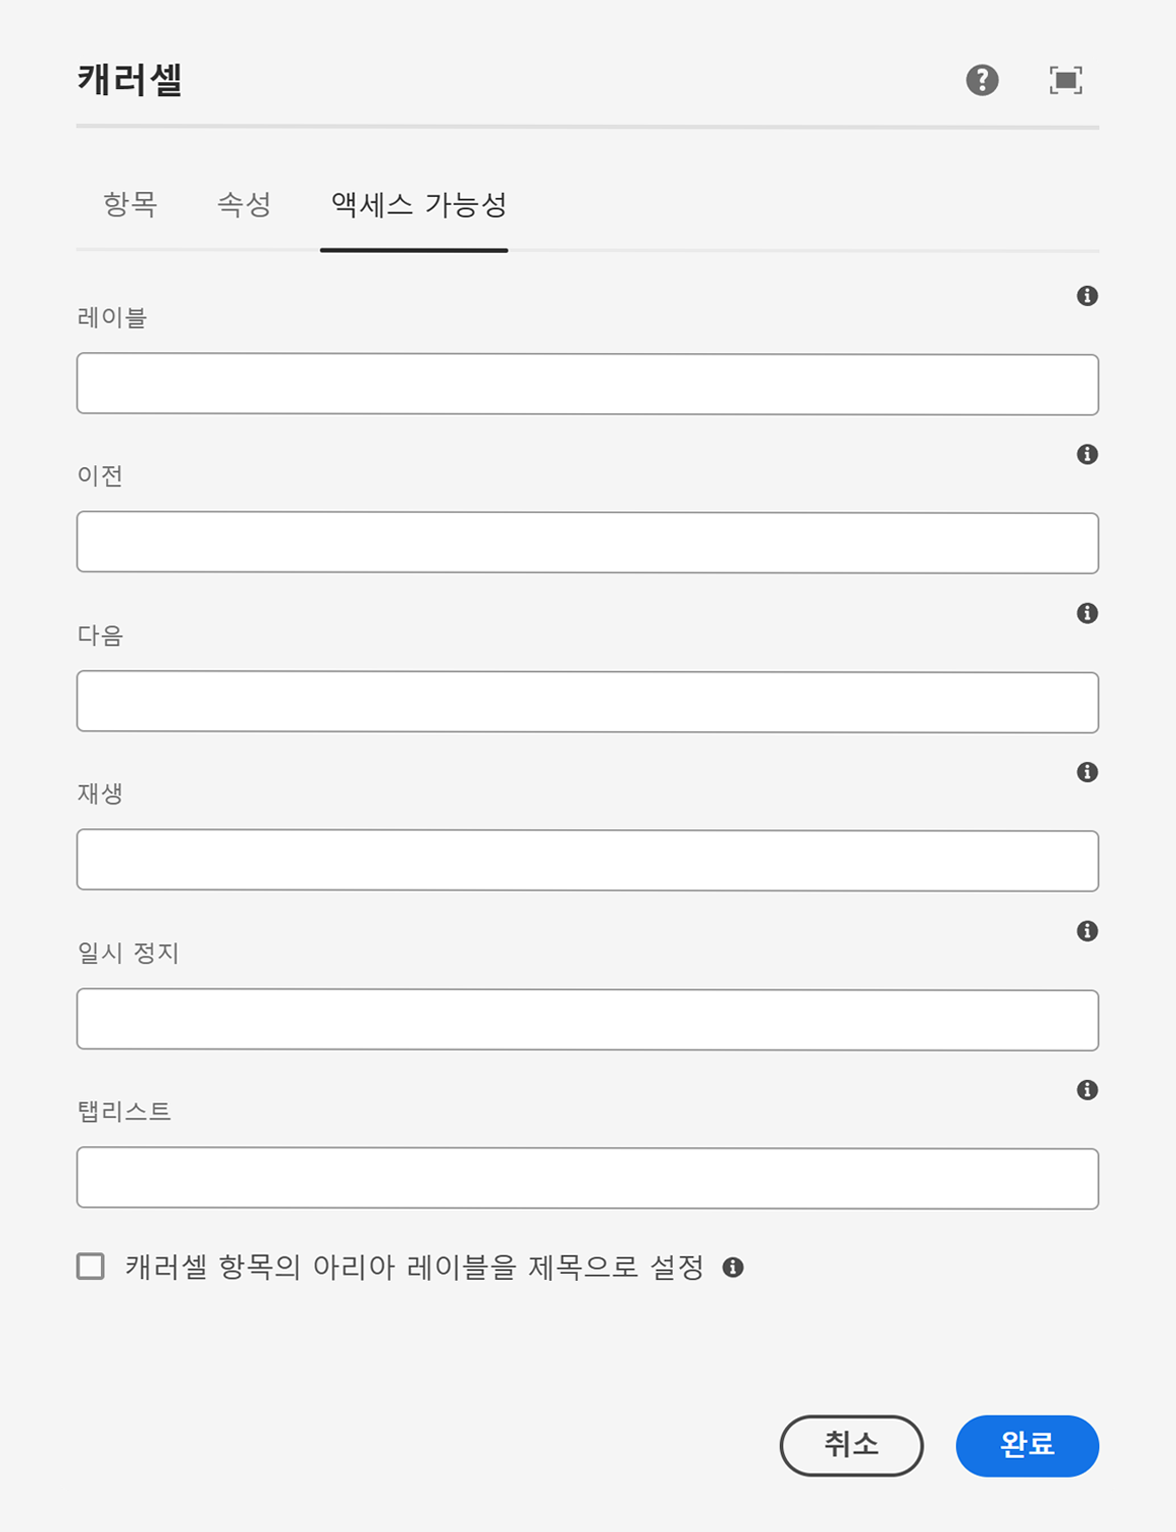 캐러셀
항목 속성 액세스 가능성
레이블
이전
다음
재생
일시 정지
탭리스트
캐러셀 항목의 아리아 레이블을 제목으로 설정
취소 완료